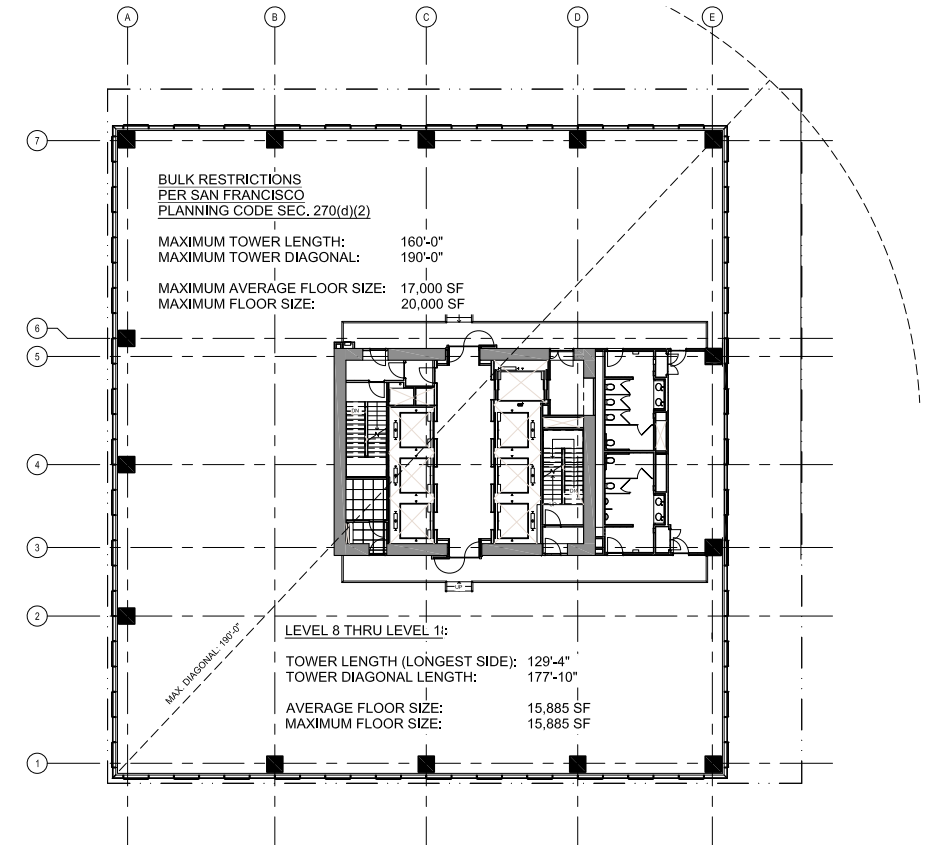 A B C D E
7
BULK RESTRICTIONS
PER SAN FRANCISCO
PLANNING CODE SEC. 270(d)(2)
MAXIMUM TOWER LENGTH: 160'-0"
MAXIMUM TOWER DIAGONAL: 190'-0"
MAXIMUM AVERAGE FLOOR SIZE: 17,000 SF
MAXIMUM FLOOR SIZE: 20,000 SF
6
5
DN
4
DN
3
UP
2
MAX. DIAGONAL: 190'-0"
LEVEL 8 THRU LEVEL
TOWER LENGTH (LONGEST SIDE): 129'-4"
TOWER DIAGONAL LENGTH: 177'-10"
AVERAGE FLOOR SIZE: 15,885 SF
MAXIMUM FLOOR SIZE: 15,885 SF
1